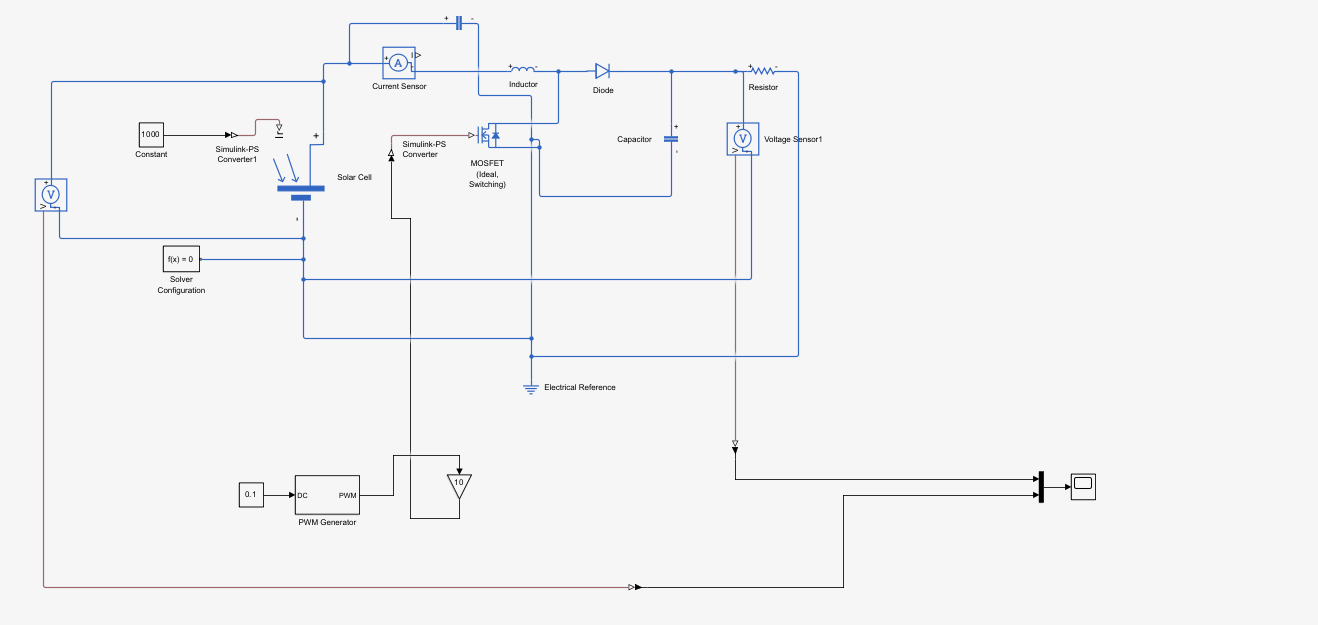 + -
+ A I
-
Current Sensor
+ -
Inductor
Diode
+ -
Resistor
1000
Constant
Simulink-PS
Converter1
Ir
+
Simulink-PS
Converter
MOSFET
(Ideal,
Switching)
Capacitor
+
-
+
V
V -
Voltage Sensor1
Solar Cell
+
V
V -
-
f(x) = 0
Solver
Configuration
Electrical Reference
0.1
DC PWM
PWM Generator
10